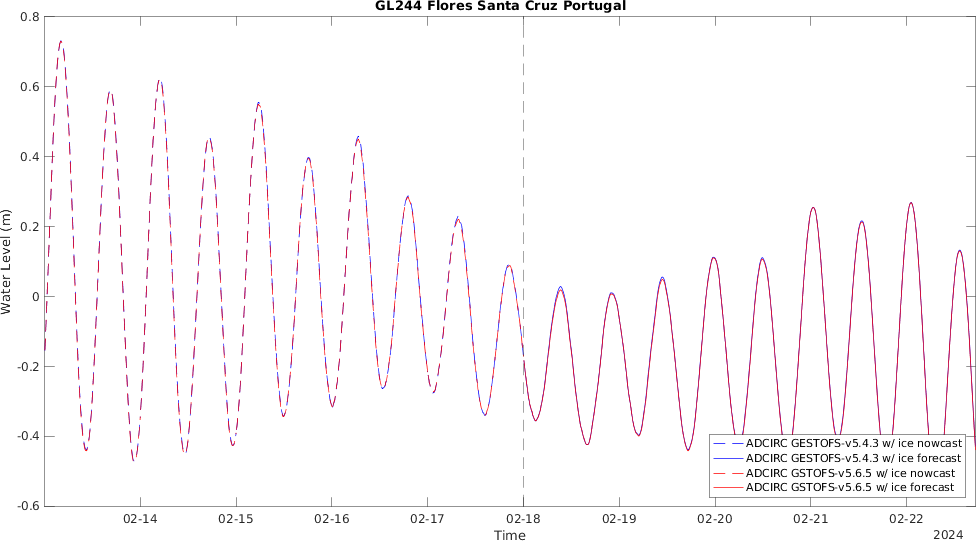 GL244 Flores Santa Cruz Portugal
0.8
0.6
0.4
0.2
0
-0.2
-0.4
-0.6
Water Level (m)
ADCIRC GESTOFS-v5.4.3 w/ ice nowcast
ADCIRC GESTOFS-v5.4.3 w/ ice forecast
ADCIRC GSTOFS-v5.6.5 w/ ice nowcast
ADCIRC GSTOFS-v5.6.5 w/ ice forecast
02-14 02-15 02-16 02-17 02-18 02-19 02-20 02-21 02-22
Time
2024